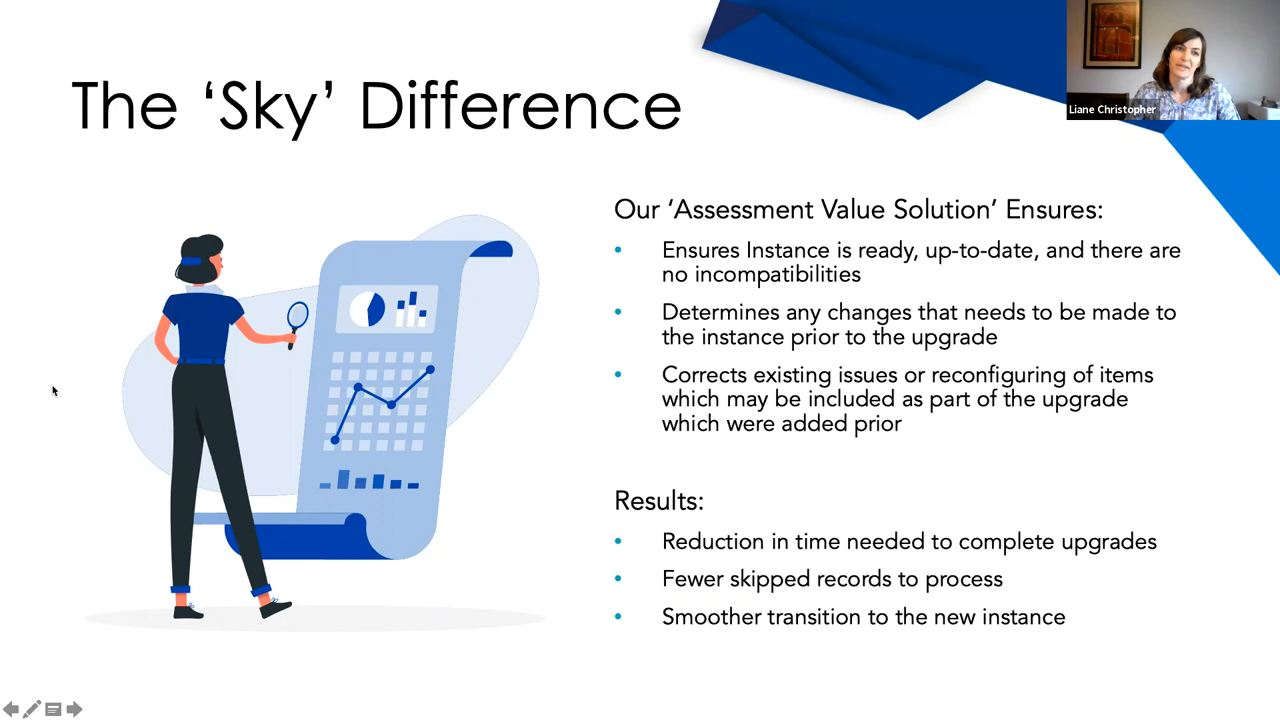 The ‘Sky’ Difference
Liane Christopher
Our ‘Assessment Value Solution’ Ensures:
• Ensures Instance is ready, up-to-date, and there are
no incompatibilities
• Determines any changes that needs to be made to
the instance prior to the upgrade
• Corrects existing issues or reconfiguring of items
which may be included as part of the upgrade
which were added prior
Results:
• Reduction in time needed to complete upgrades
• Fewer skipped records to process
• Smoother transition to the new instance